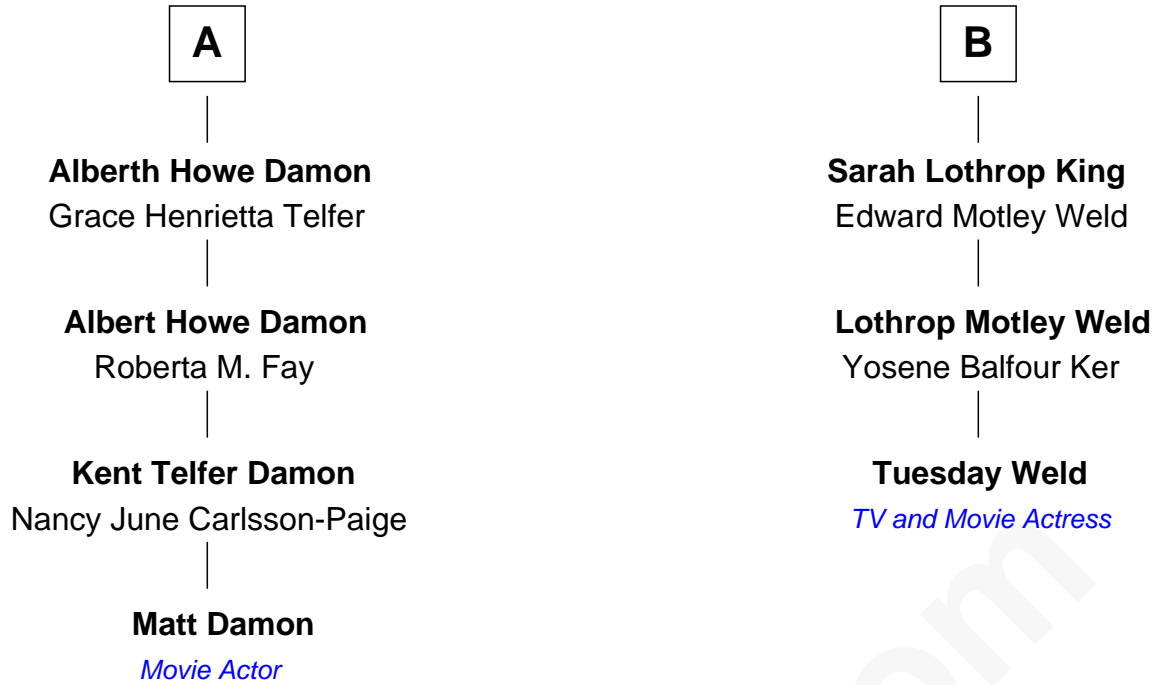 A
Alberth Howe Damon
Grace Henrietta Telfer
Albert Howe Damon
Roberta M. Fay
Kent Telfer Damon
Nancy June Carlsson-Paige
Matt Damon
Movie Actor
B
Sarah Lothrop King
Edward Motley Weld
Lothrop Motley Weld
Yosene Balfour Ker
Tuesday Weld
TV and Movie Actress
om